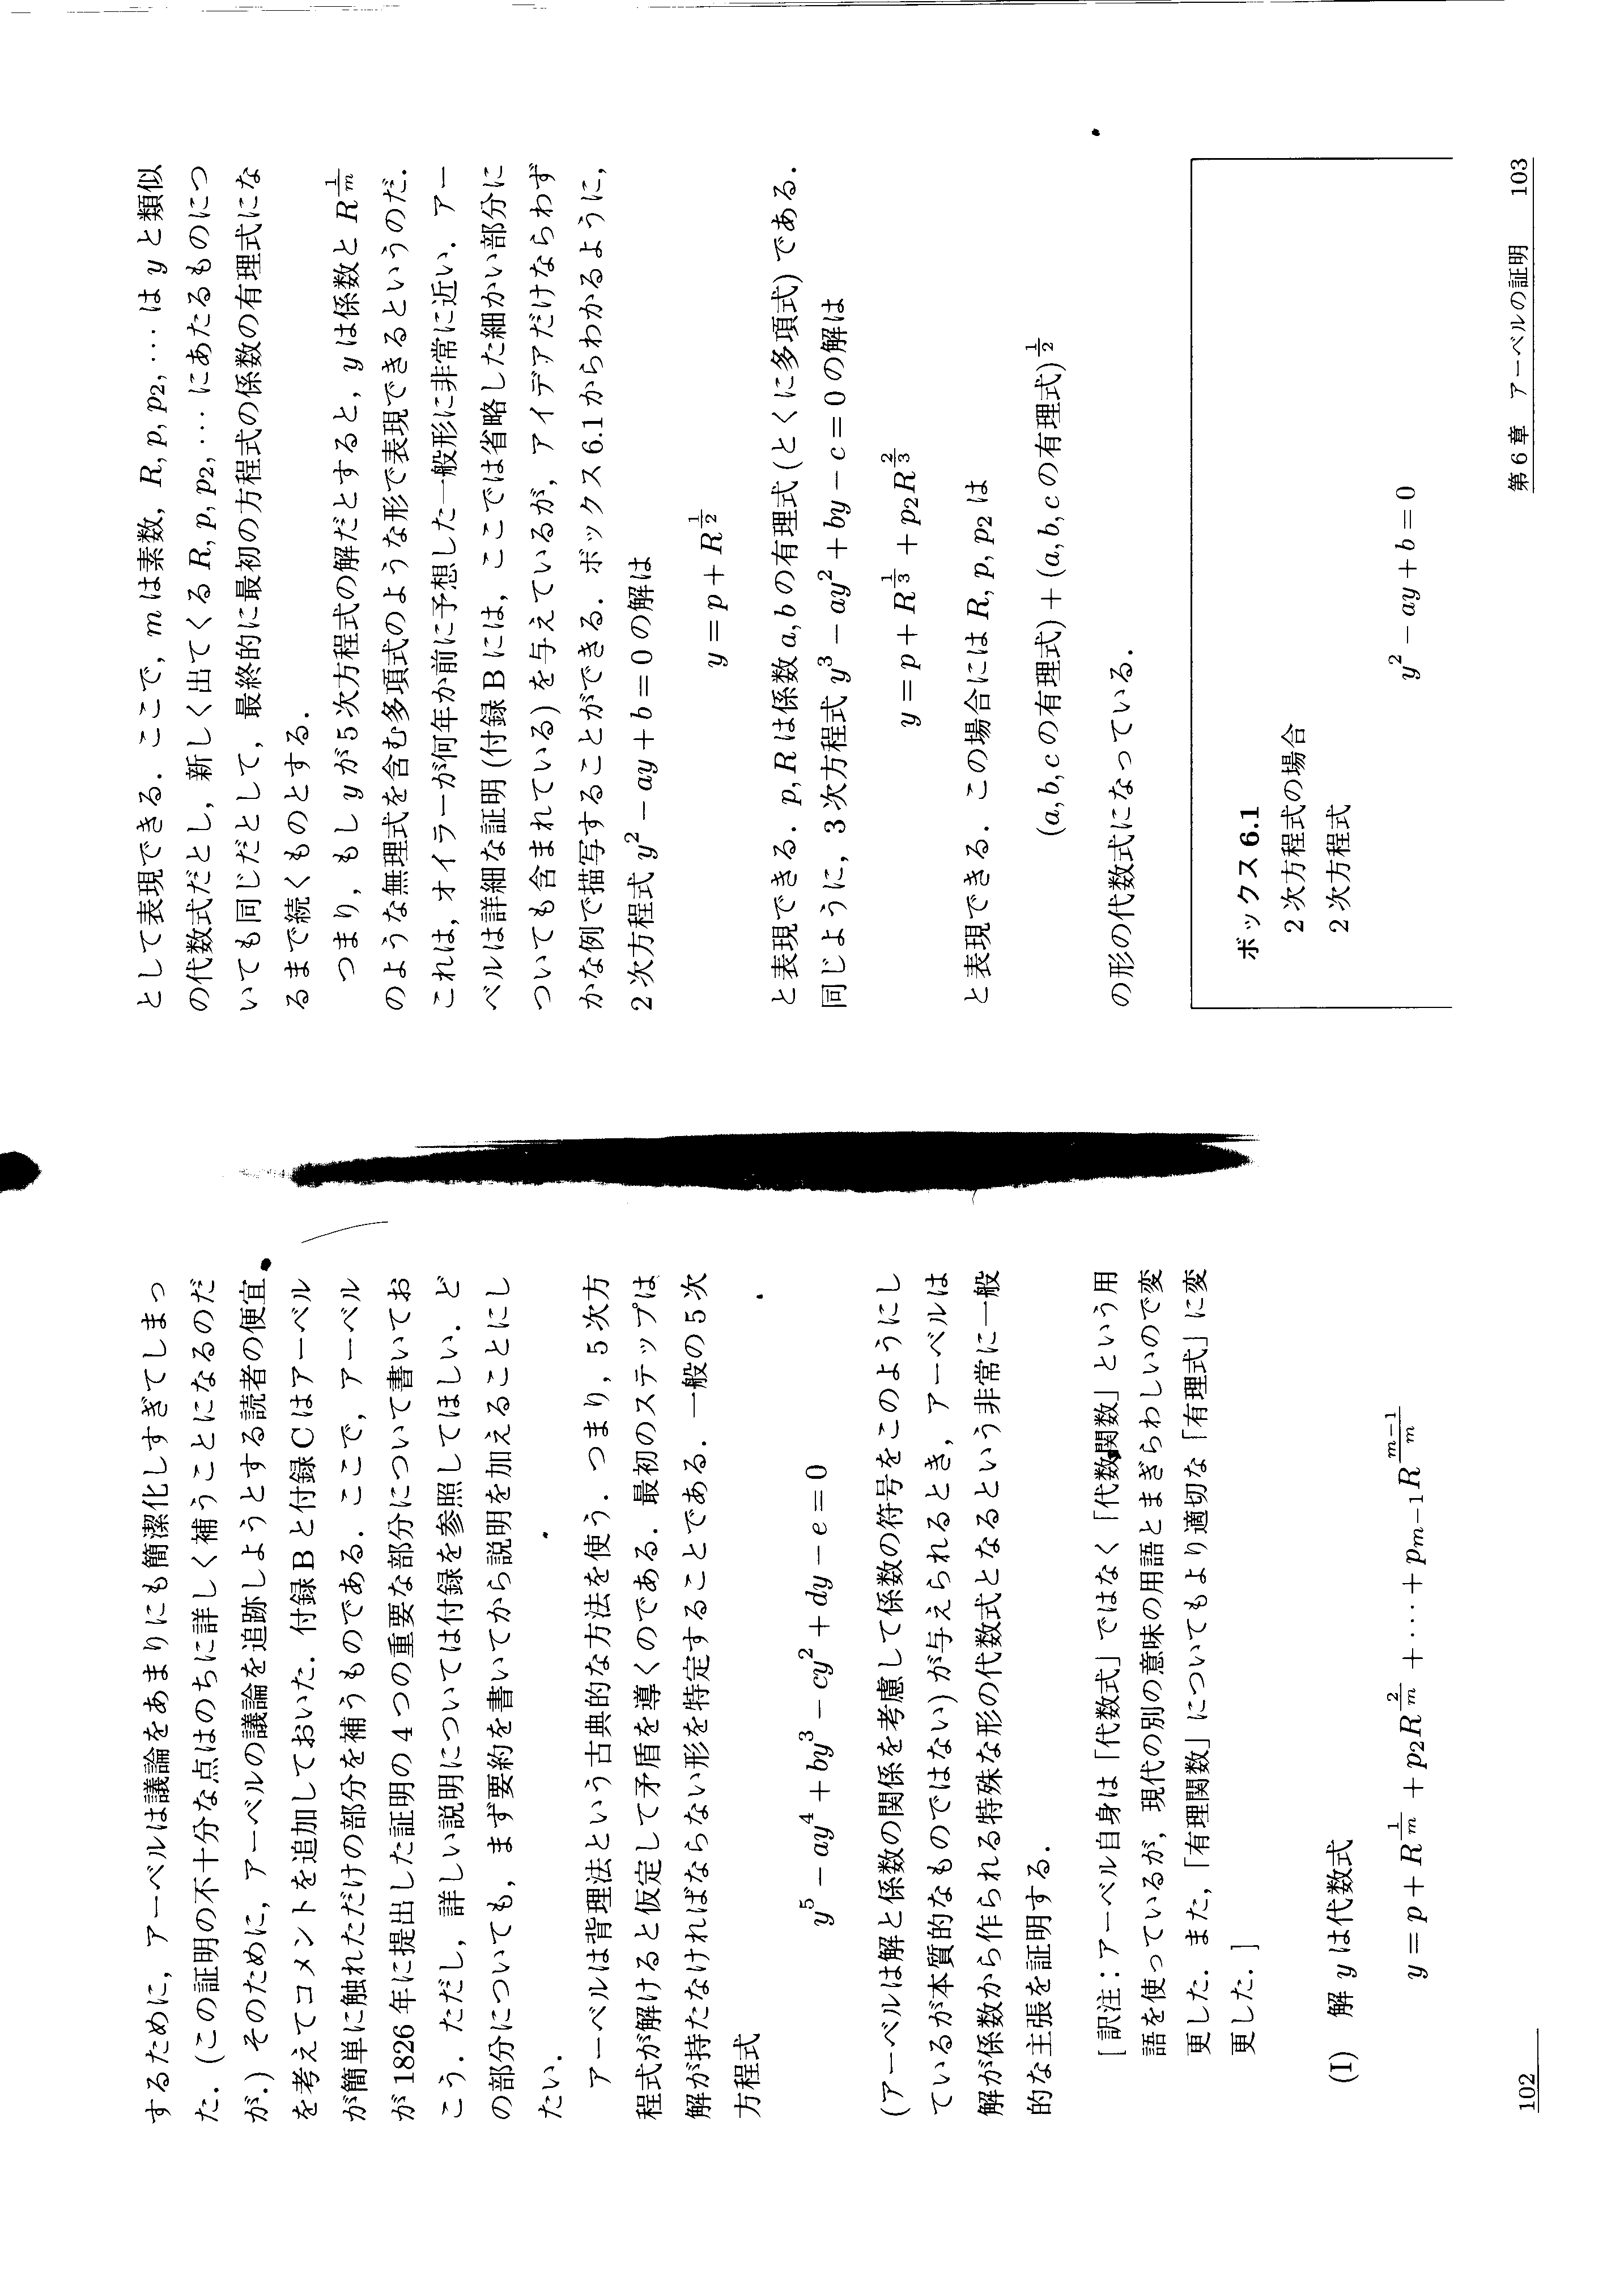 するために，アーベルは議論をあまりにも簡潔化しすぎてしまっ
た．(この証明の不十分な点はのちに詳しく補うことになるのだ
が．) そのために，アーベルの議論を追跡しようとする読者の便宜
を考えてコメントを追加しておいた．付録BとCはアーベル
が簡単に触れただけの部分を補うものである．ここで，アーベル
が1826年に提出した証明の4つの重要な部分について書いてお
こう．ただし，詳しい説明については付録を参照してほしい．ど
の部分についても，まず要約を書いてから説明を加えることにし
たい．
アーベルは背理法という古典的な方法を使う．つまり，5次方
程式が解けると仮定して矛盾を導くのである．最初のステップは
解が持たなければならない形を特定することである．一般の5次
方程式
y^5 − ay^4 + by^3 − cy^2 + dy − e = 0
(アーベルは解と係数の関係を考慮して係数の符号をこのようにし
ているが本質的なものではない) が与えられるとき，アーベルは
解が係数から作られる特殊な形の代数式となるという非常に一般
的な主張を証明する．
[訳注：アーベル自身は「代数式」ではなく「代数関数」という用
語を使っているが，現代の別の意味の用語とまぎらわしいので変
更した．また，「有理関数」についてもより適切な「有理式」に変
更した．]
(I) 解 y は代数式
y = p + R^{1/m} + p_2R^{2/m} + ⋯ + p_{m−1}R^{(m−1)/m}
102
として表現できる．ここで，m は素数，R, p, p_2, ⋯ は y と類似
の代数式だとし，新しく出てくる R, p, p_2, ⋯ にあたるものにつ
いても同じだとして，最終的に最初の方程式の係数の有理式にな
るまで続くものとする．
つまり，もし y が5次方程式の解だとすると，y は係数と R^{1/m}
のような無理式を含む多項式のような形で表現できるというのだ．
これは，オイラーが何年か前に予想した一般形に非常に近い．アー
ベルは詳細な証明 (付録Bには，ここでは省略した細かい部分に
ついても含まれている) を与えているが，アイデアだけならわず
かな例で描写することができる．ボックス6.1からわかるように，
2次方程式 y^2 − ay + b = 0 の解は
y = p + R^{1/2}
と表現できる．p, R は係数 a, b の有理式 (とくに多項式) である．
同じように，3次方程式 y^3 − ay^2 + by − c = 0 の解は
y = p + R^{1/3} + p_2R^{2/3}
と表現できる．この場合には R, p, p_2 は
(a, b, c の有理式) + (a, b, c の有理式)^{1/2}
の形の代数式になっている．
ボックス 6.1
2次方程式の場合
2次方程式
y^2 − ay + b = 0
第6章 アーベルの証明 103